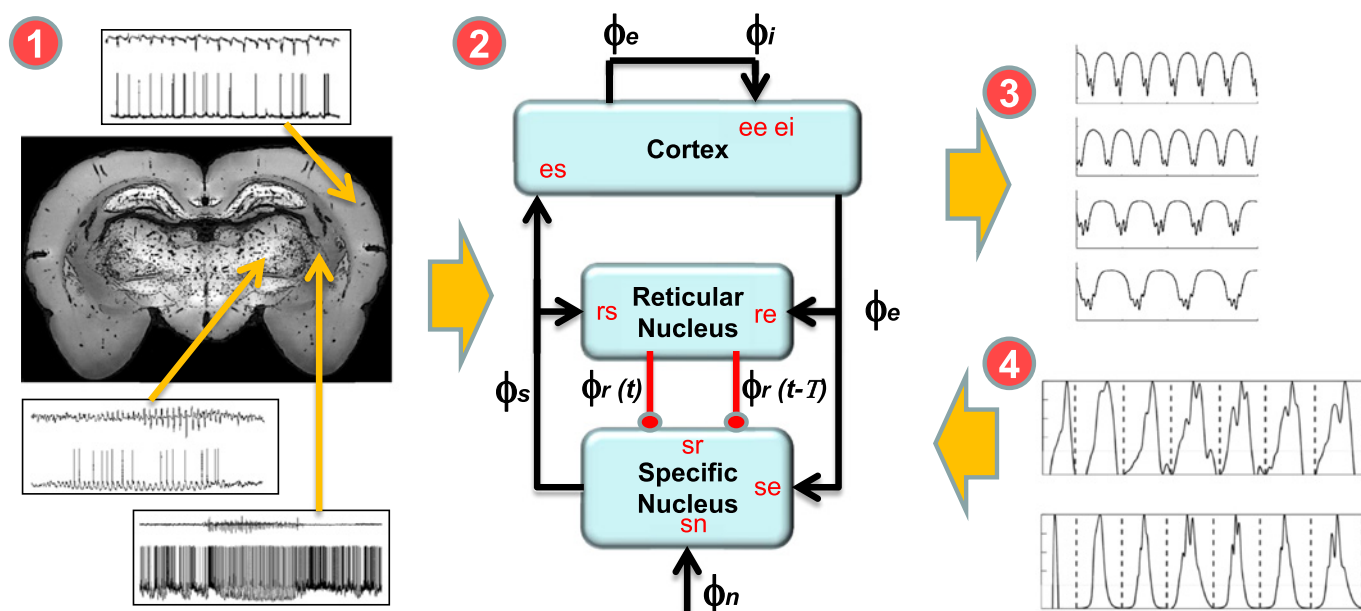 1
2
3
4
ϕe ϕi
ee ei
Cortex
es
Reticular
Nucleus
rs
re
ϕe
ϕs
ϕr (t)
ϕr (t-T)
sr
Specific
Nucleus
se
sn
ϕn